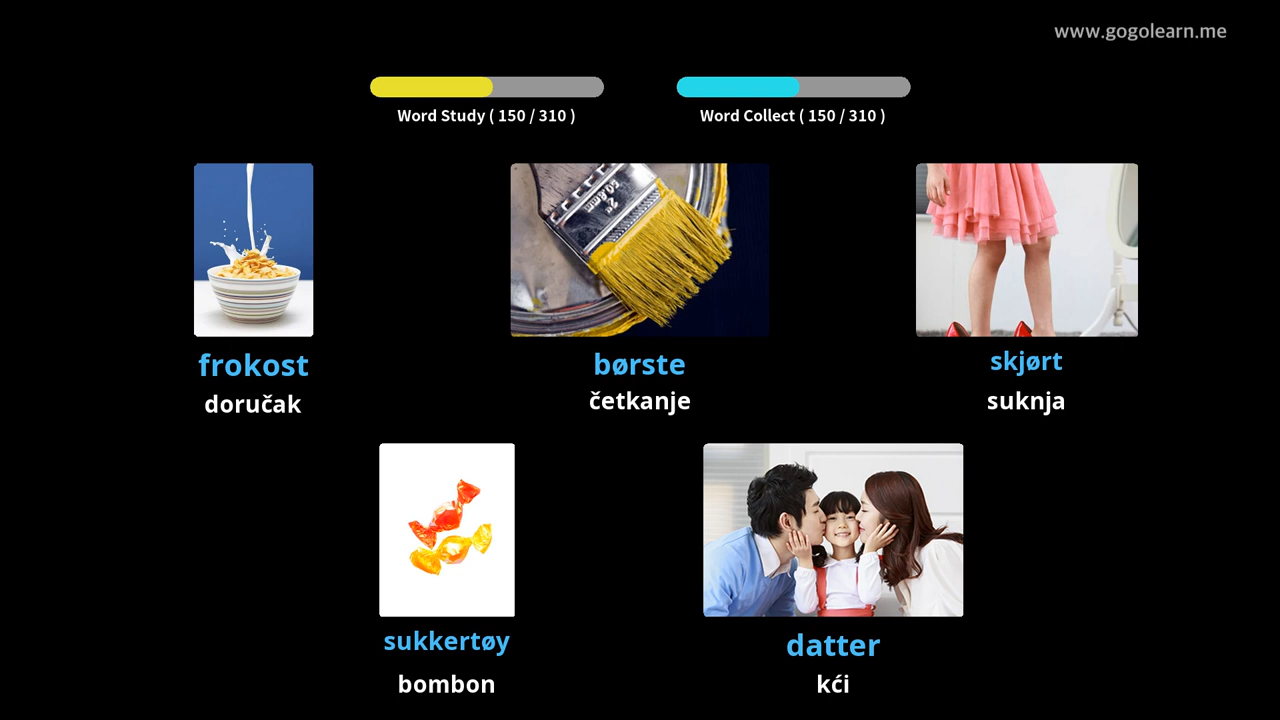 www.gogolearn.me
Word Study ( 150 / 310 )
Word Collect ( 150 / 310 )
frokost
doručak
børste
četkanje
skjørt
suknja
sukkertøy
bombon
datter
kći